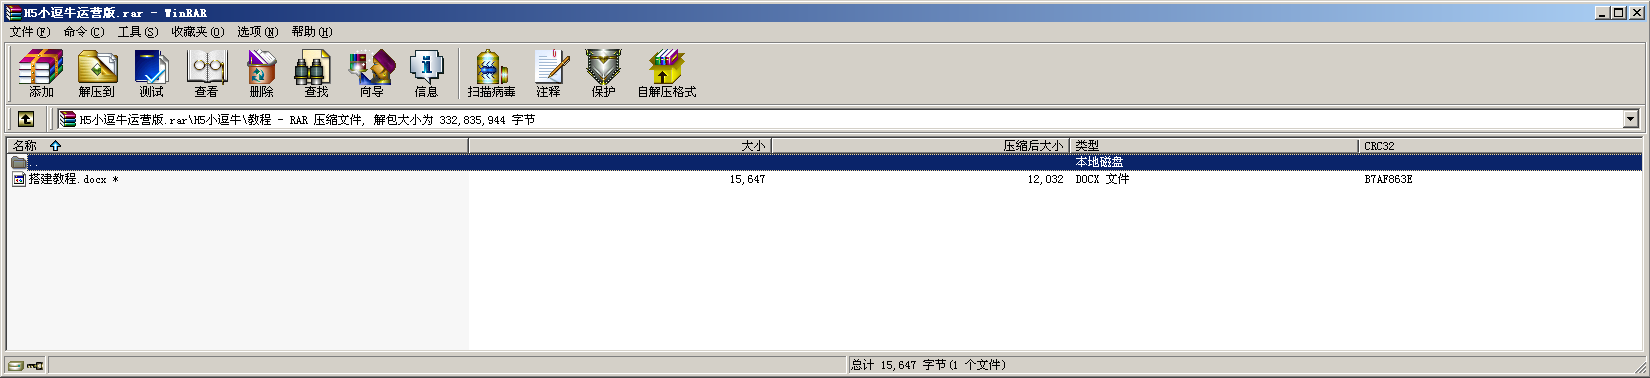 H5小逗牛运营版.rar - WinRAR
文件(F) 命令(C) 工具(S) 收藏夹(O) 选项(N) 帮助(H)
添加 解压到 测试 查看 删除 查找 向导 信息 扫描病毒 注释 保护 自解压格式
H5小逗牛运营版.rar\H5小逗牛\教程 - RAR 压缩文件, 解包大小为 332,835,944 字节
名称 大小 压缩后大小 类型 CRC32
.. 本地磁盘
搭建教程.docx * 15,647 12,032 DOCX 文件 B7AF863E
总计 15,647 字节(1 个文件)